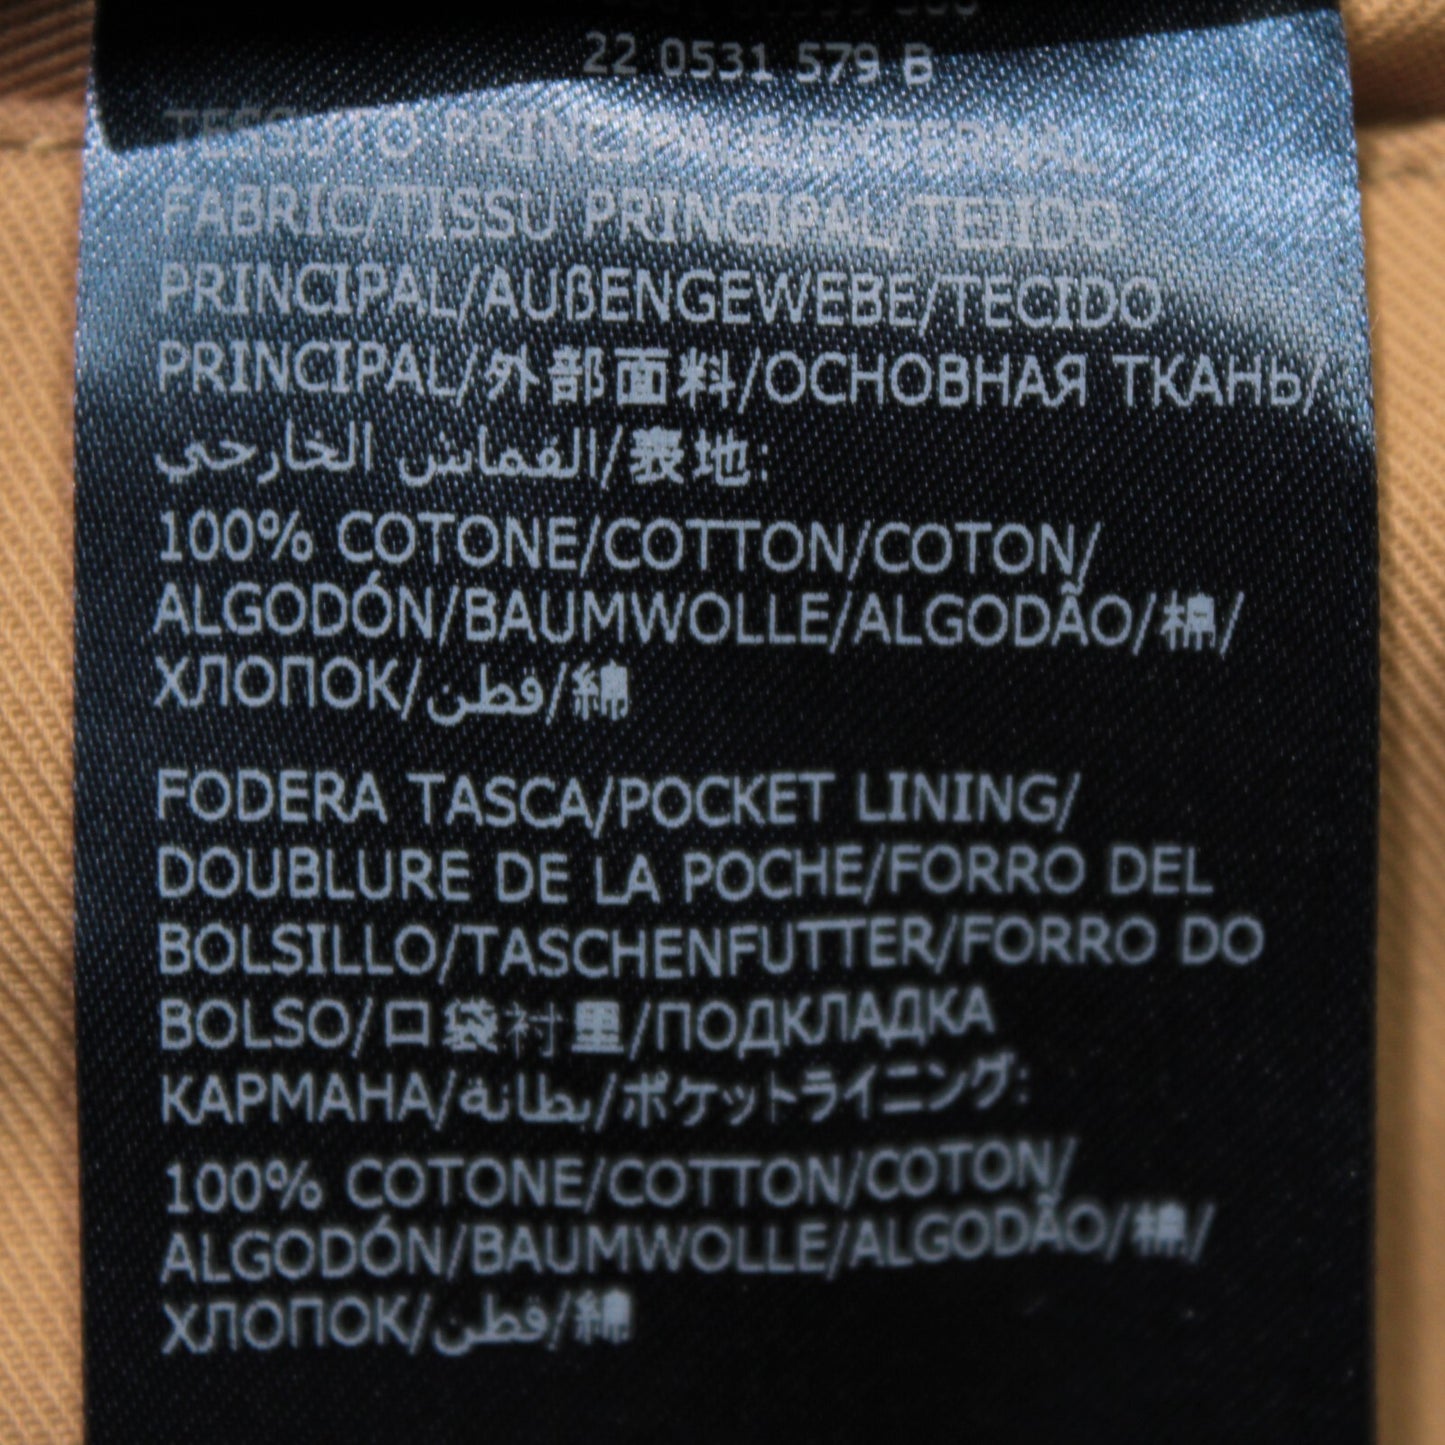 22 0531 579 B
TESSUTO PRINCIPALE/EXTERNAL
FABRIC/TISSU PRINCIPAL/TEJIDO
PRINCIPAL/AUßENGEWEBE/TECIDO
PRINCIPAL/外部面料/ОСНОВНАЯ ТКАНЬ/
القماش الخارجي/表地:
100% COTONE/COTTON/COTON/
ALGODÓN/BAUMWOLLE/ALGODÃO/棉/
ХЛОПОК/قطن/綿
FODERA TASCA/POCKET LINING/
DOUBLURE DE LA POCHE/FORRO DEL
BOLSILLO/TASCHENFUTTER/FORRO DO
BOLSO/口袋衬里/ПОДКЛАДКА
КАРМАНА/بطانة/ポケットライニング:
100% COTONE/COTTON/COTON/
ALGODÓN/BAUMWOLLE/ALGODÃO/棉/
ХЛОПОК/قطن/綿